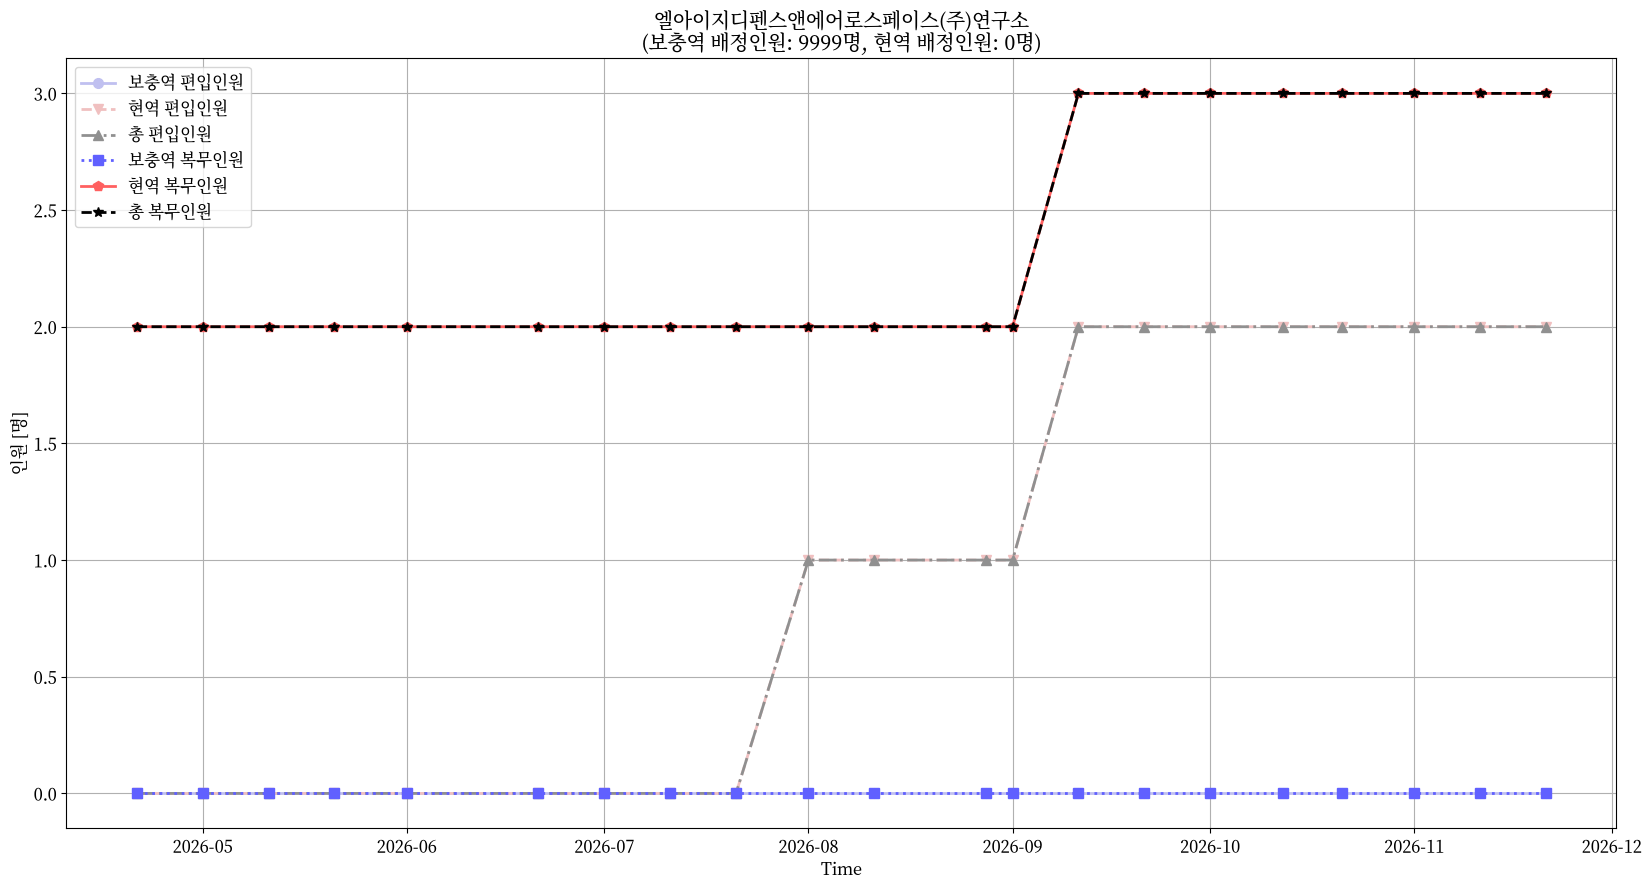 엘아이지디펜스앤에어로스페이스(주)연구소
(보충역 배정인원: 9999명, 현역 배정인원: 0명)
보충역 편입인원
현역 편입인원
총 편입인원
보충역 복무인원
현역 복무인원
총 복무인원
3.0
2.5
2.0
1.5
1.0
0.5
0.0
인원 [명]
2026-05
2026-06
2026-07
2026-08
2026-09
2026-10
2026-11
2026-12
Time